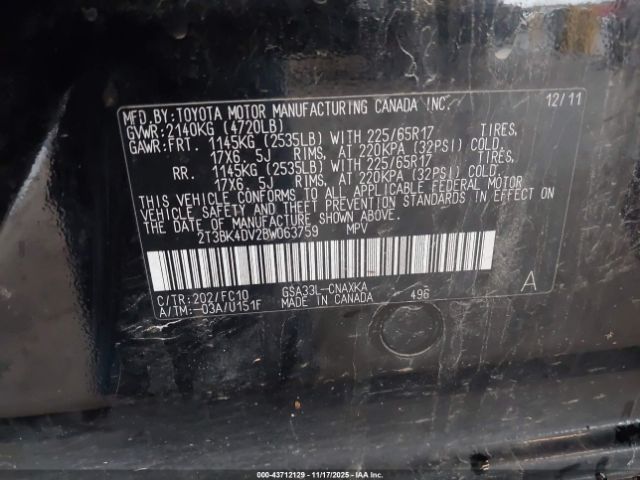 MFD. BY: TOYOTA MOTOR MANUFACTURING CANADA INC. 12/11
GVWR: 2140KG (4720LB)
GAWR: FRT. 1145KG (2535LB) WITH 225/65R17 TIRES,
17X6. 5J RIMS, AT 220KPA (32PSI) COLD.
RR. 1145KG (2535LB) WITH 225/65R17 TIRES,
17X6. 5J RIMS, AT 220KPA (32PSI) COLD.
THIS VEHICLE CONFORMS TO ALL APPLICABLE FEDERAL MOTOR
VEHICLE SAFETY AND THEFT PREVENTION STANDARDS IN EFFECT ON
THE DATE OF MANUFACTURE SHOWN ABOVE.
2T3BK4DV2BW063759 MPV
C/TR: 202/FC10 GSA33L-CNAXKA A
A/TM: -03A/U151F MADE IN CANADA 496
00-43712129 - 11/17/2025 - IAA Inc.